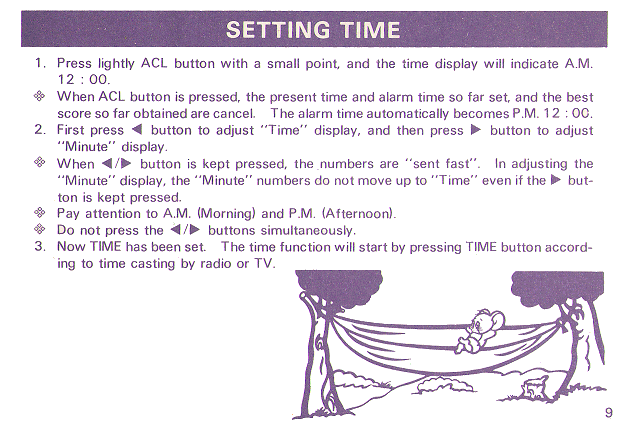 SETTING TIME
1. Press lightly ACL button with a small point, and the time display will indicate A.M.
12 : 00.
❖ When ACL button is pressed, the present time and alarm time so far set, and the best
score so far obtained are cancel. The alarm time automatically becomes P.M. 12 : 00.
2. First press ◀ button to adjust "Time" display, and then press ▶ button to adjust
"Minute" display.
❖ When ◀/▶ button is kept pressed, the numbers are "sent fast". In adjusting the
"Minute" display, the "Minute" numbers do not move up to "Time" even if the ▶ but-
ton is kept pressed.
❖ Pay attention to A.M. (Morning) and P.M. (Afternoon).
❖ Do not press the ◀/▶ buttons simultaneously.
3. Now TIME has been set. The time function will start by pressing TIME button accord-
ing to time casting by radio or TV.
9